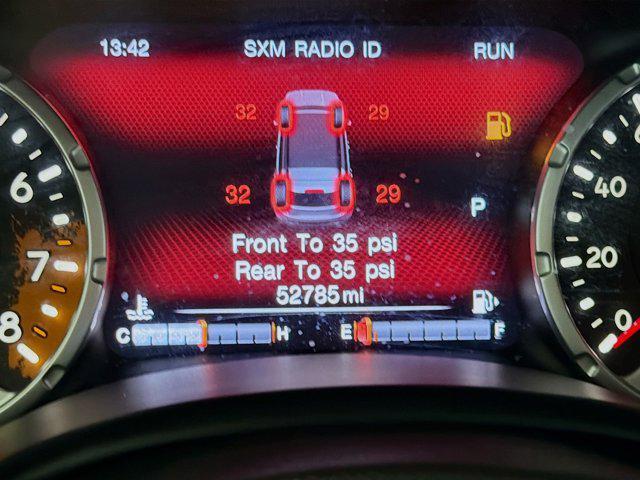 13:42 SXM RADIO ID RUN
32 29
32 29
P
Front To 35 psi
Rear To 35 psi
52785 mi
C H E F
6
7
8
40
20
0